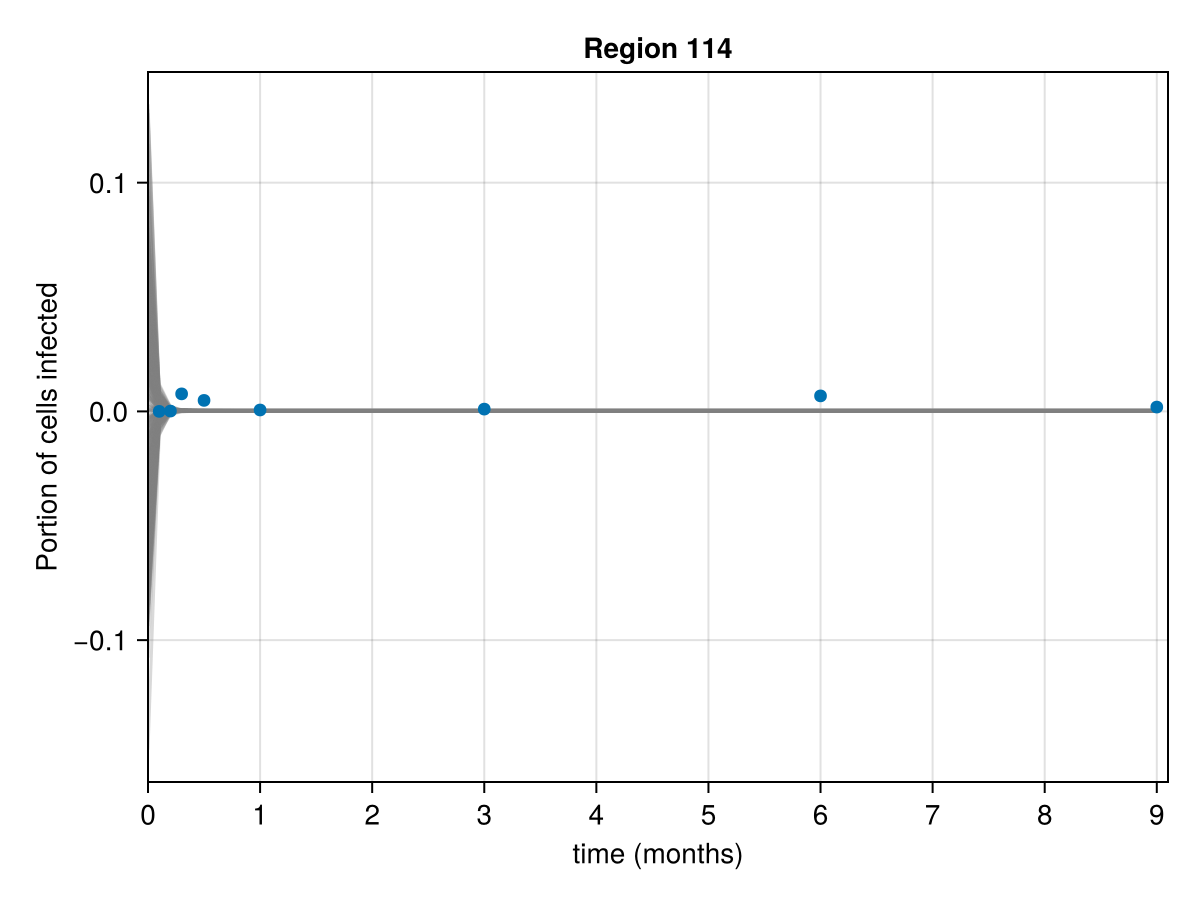 Region 114
Portion of cells infected
0.1
0.0
−0.1
0 1 2 3 4 5 6 7 8 9
time (months)